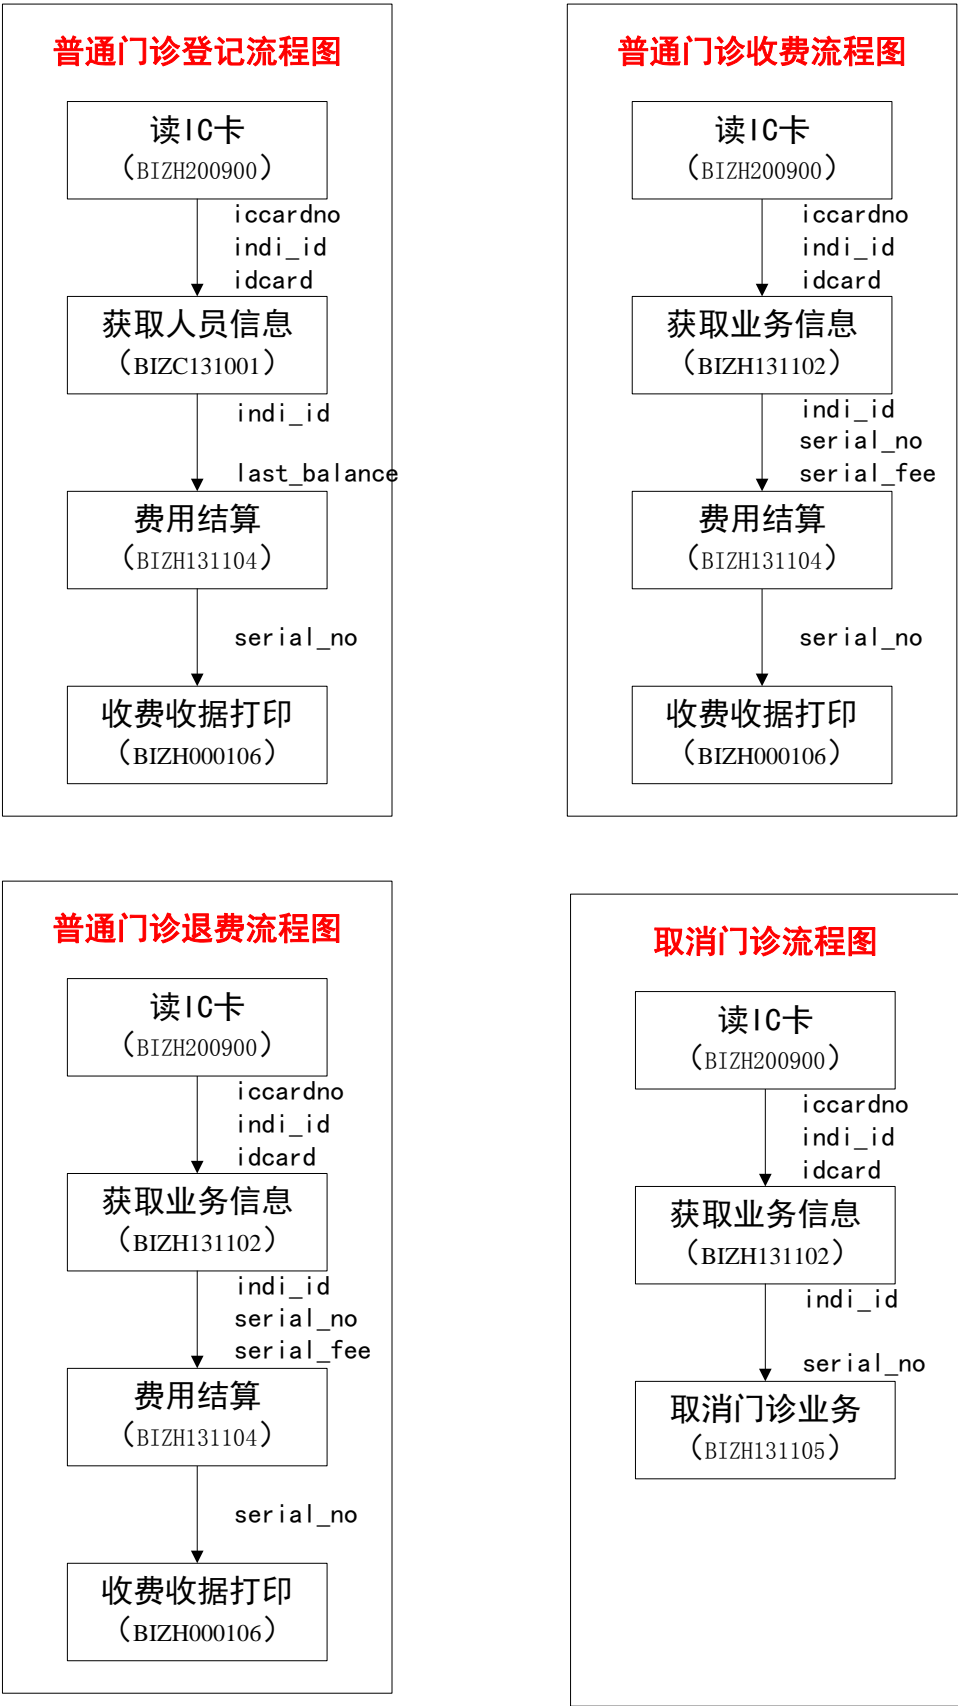 普通门诊登记流程图
读IC卡
（BIZH200900）
iccardno
indi_id
idcard
获取人员信息
（BIZC131001）
indi_id
last_balance
费用结算
（BIZH131104）
serial_no
收费收据打印
（BIZH000106）
普通门诊收费流程图
读IC卡
（BIZH200900）
iccardno
indi_id
idcard
获取业务信息
（BIZH131102）
indi_id
serial_no
serial_fee
费用结算
（BIZH131104）
serial_no
收费收据打印
（BIZH000106）
普通门诊退费流程图
读IC卡
（BIZH200900）
iccardno
indi_id
idcard
获取业务信息
（BIZH131102）
indi_id
serial_no
serial_fee
费用结算
（BIZH131104）
serial_no
收费收据打印
（BIZH000106）
取消门诊流程图
读IC卡
（BIZH200900）
iccardno
indi_id
idcard
获取业务信息
（BIZH131102）
indi_id
serial_no
取消门诊业务
（BIZH131105）